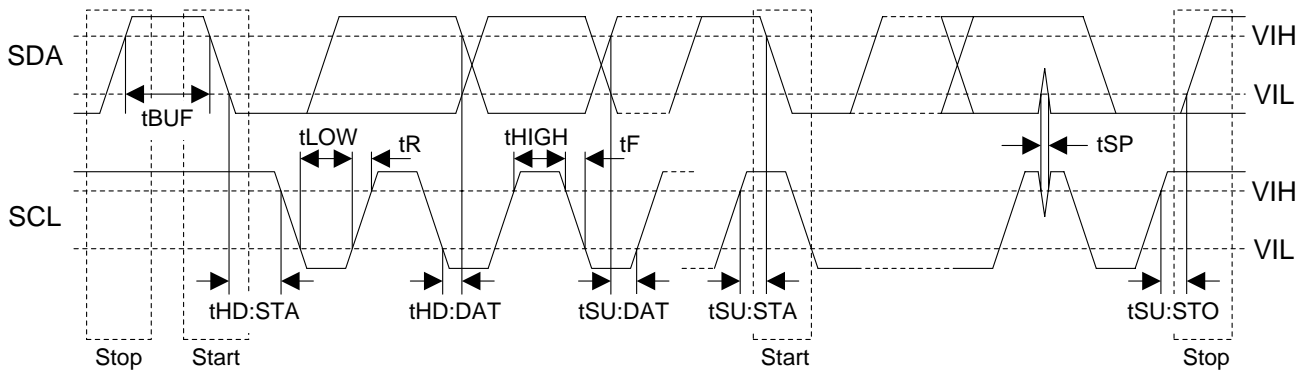 SDA
VIH
VIL
tBUF
tLOW
tR
tHIGH
tF
tSP
SCL
VIH
VIL
tHD:STA
tHD:DAT
tSU:DAT
tSU:STA
tSU:STO
Stop
Start
Start
Stop